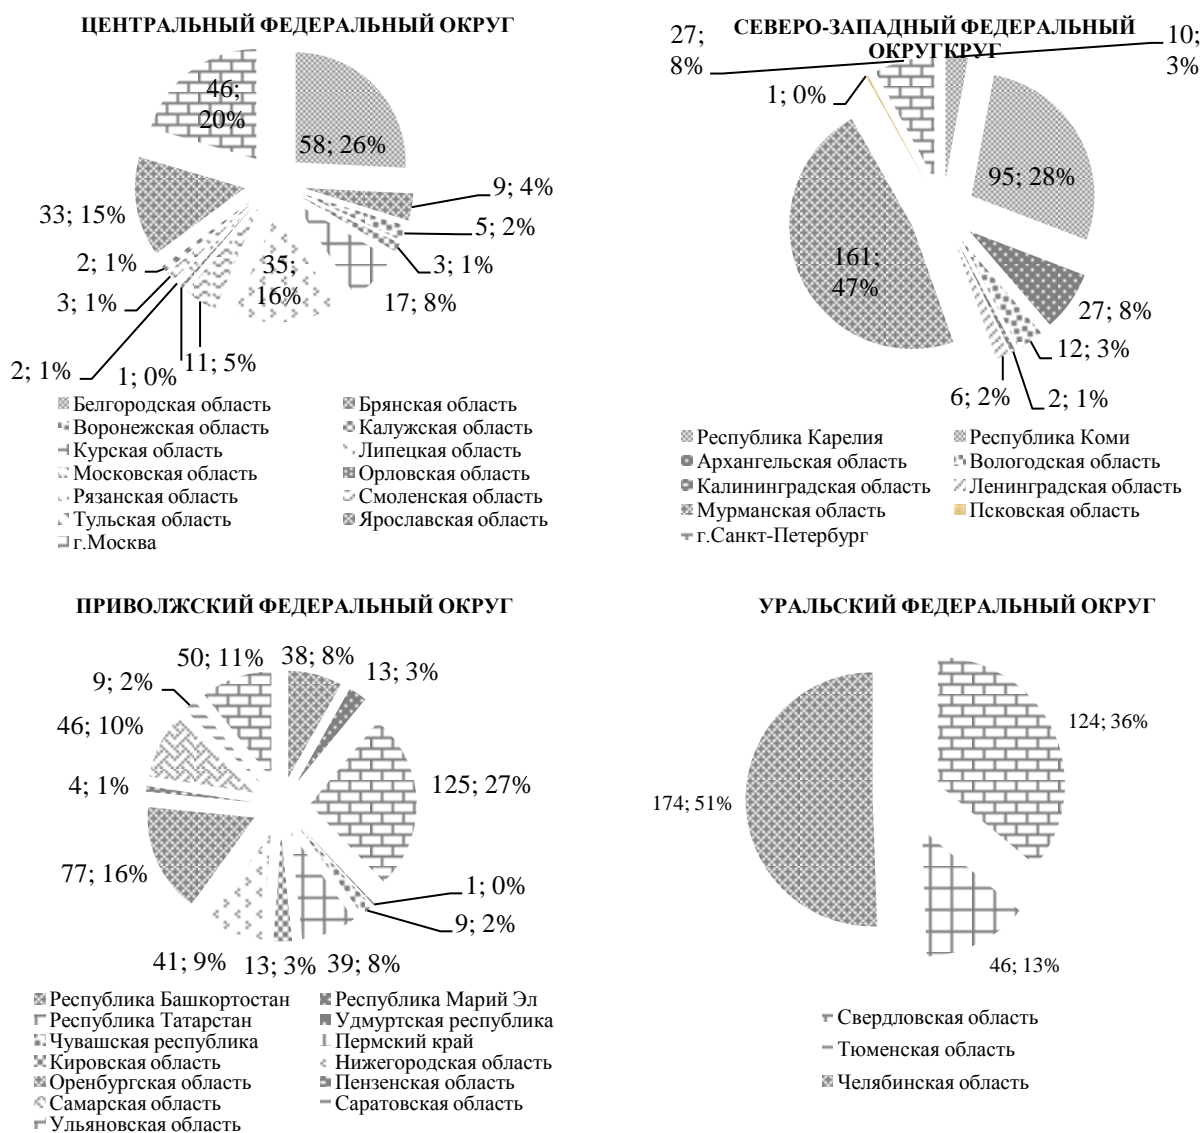 ЦЕНТРАЛЬНЫЙ ФЕДЕРАЛЬНЫЙ ОКРУГ
46;
20%
58; 26%
9; 4%
5; 2%
3; 1%
17; 8%
35;
16%
11; 5%
1; 0%
2; 1%
3; 1%
2; 1%
33; 15%
Белгородская область
Брянская область
Воронежская область
Калужская область
Курская область
Липецкая область
Московская область
Орловская область
Рязанская область
Смоленская область
Тульская область
Ярославская область
г.Москва
СЕВЕРО-ЗАПАДНЫЙ ФЕДЕРАЛЬНЫЙ
ОКРУГКРУГ
27;
8%
10;
3%
1; 0%
95; 28%
161;
47%
27; 8%
12; 3%
2; 1%
6; 2%
Республика Карелия
Республика Коми
Архангельская область
Вологодская область
Калининградская область
Ленинградская область
Мурманская область
Псковская область
г.Санкт-Петербург
ПРИВОЛЖСКИЙ ФЕДЕРАЛЬНЫЙ ОКРУГ
50; 11%
38; 8%
13; 3%
9; 2%
46; 10%
4; 1%
125; 27%
77; 16%
1; 0%
9; 2%
41; 9%
13; 3%
39; 8%
Республика Башкортостан
Республика Марий Эл
Республика Татарстан
Удмуртская республика
Чувашская республика
Пермский край
Кировская область
Нижегородская область
Оренбургская область
Пензенская область
Самарская область
Саратовская область
Ульяновская область
УРАЛЬСКИЙ ФЕДЕРАЛЬНЫЙ ОКРУГ
124; 36%
174; 51%
46; 13%
Свердловская область
Тюменская область
Челябинская область